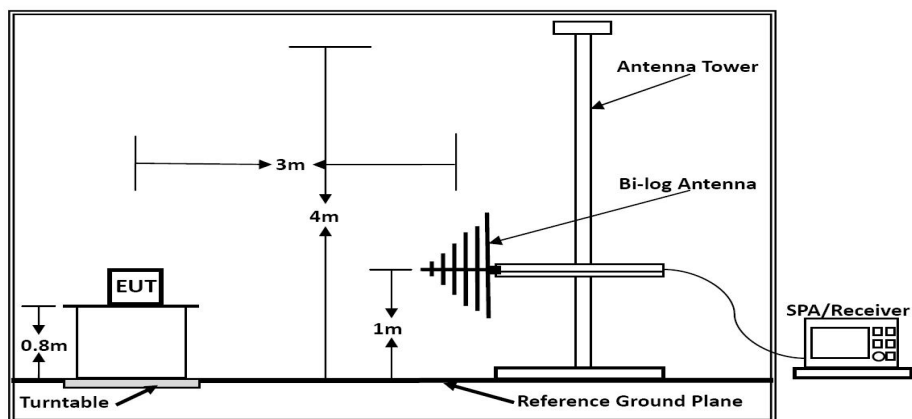 Antenna Tower
3m
Bi-log Antenna
4m
EUT
SPA/Receiver
1m
0.8m
Turntable
Reference Ground Plane